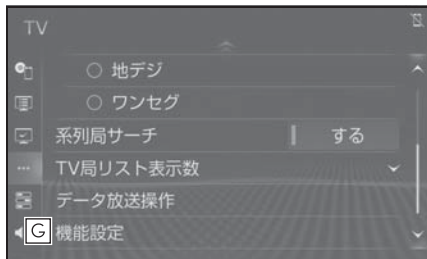 TV
○ 地デジ
○ ワンセグ
系列局サーチ する
TV局リスト表示数
データ放送操作
G 機能設定